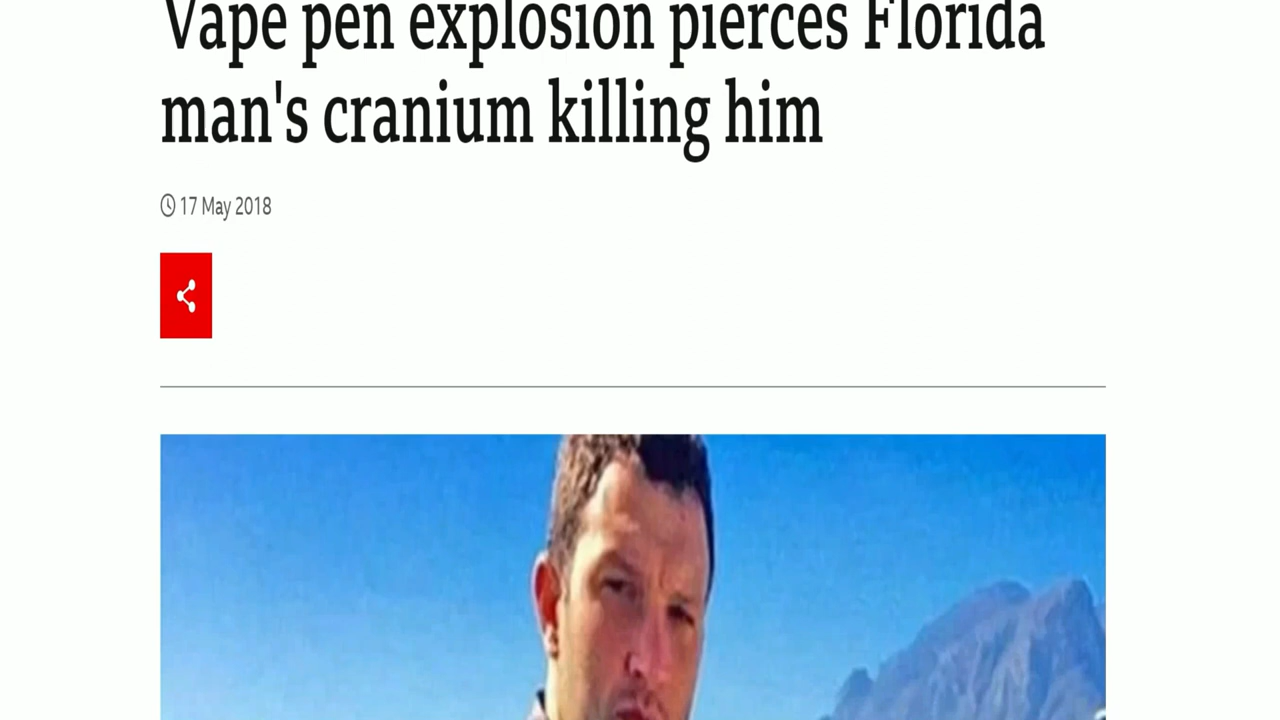 Vape pen explosion pierces Florida
man's cranium killing him
17 May 2018